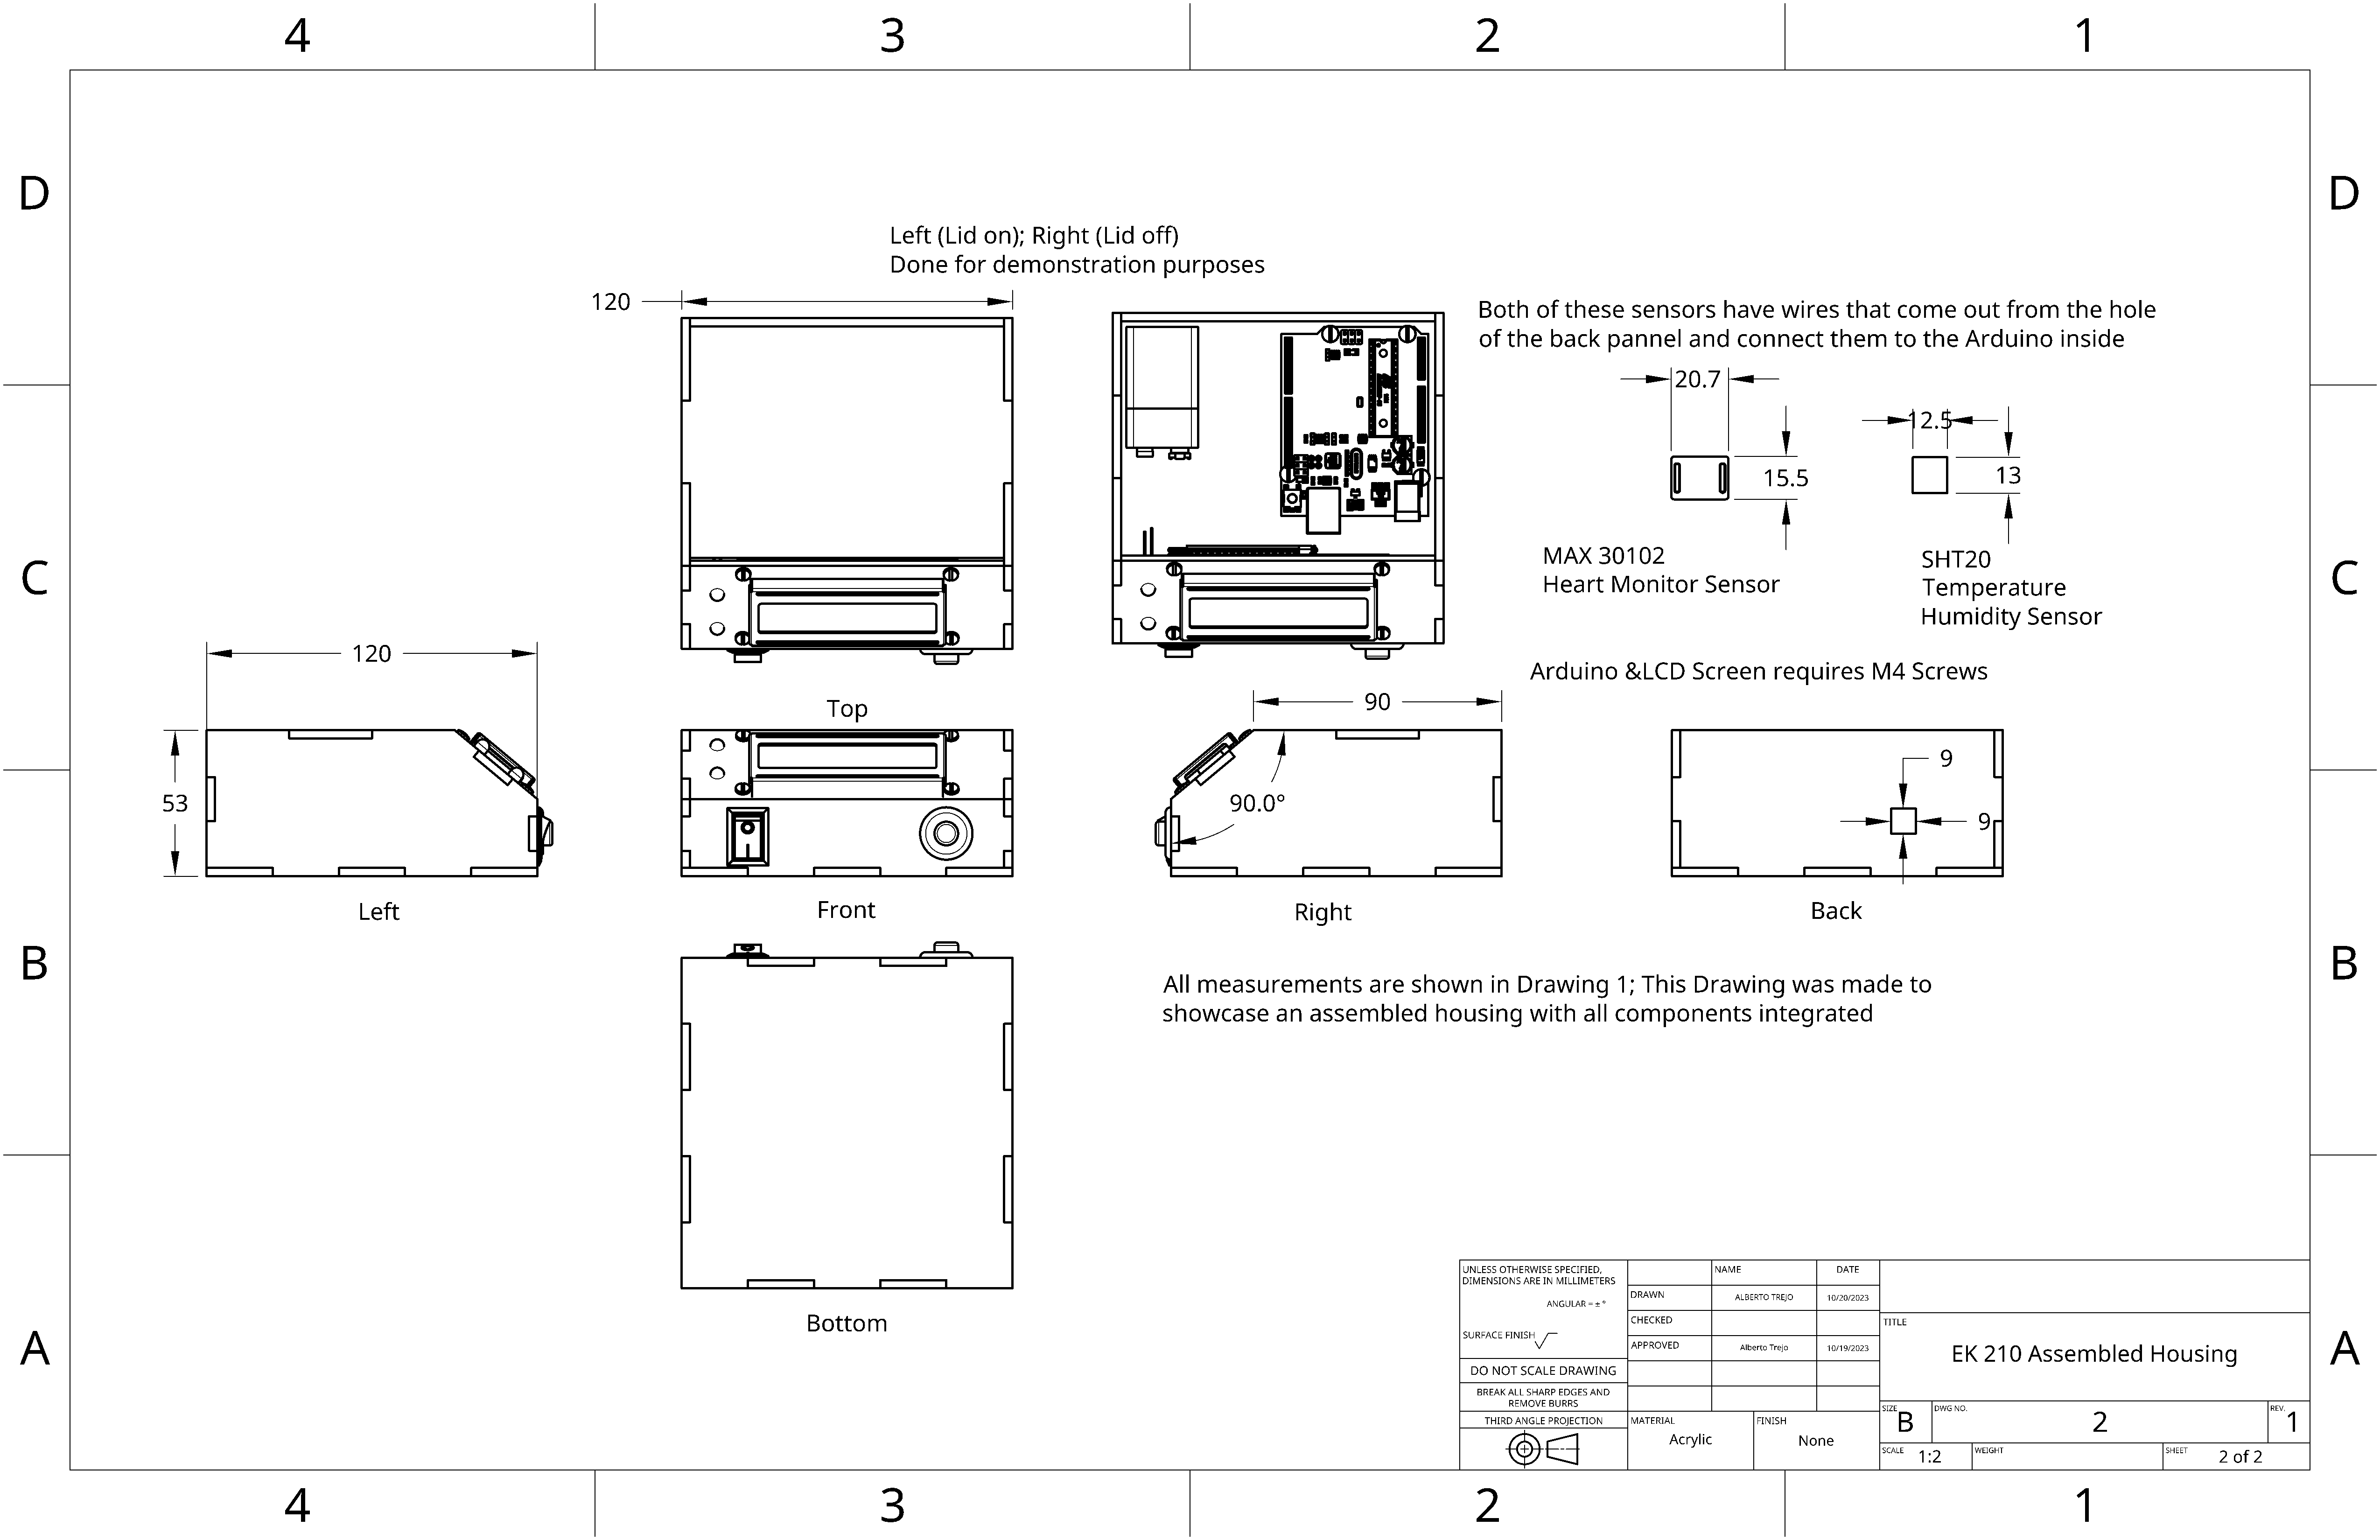 4 3 2 1
D D
Left (Lid on); Right (Lid off)
Done for demonstration purposes
120
Both of these sensors have wires that come out from the hole
of the back pannel and connect them to the Arduino inside
20.7
12.5
15.5
13
MAX 30102
Heart Monitor Sensor
SHT20
Temperature
Humidity Sensor
C C
120
Arduino &LCD Screen requires M4 Screws
Top
90
53
90.0°
9
9
Left
Front
Right
Back
B B
All measurements are shown in Drawing 1; This Drawing was made to
showcase an assembled housing with all components integrated
Bottom
A A
UNLESS OTHERWISE SPECIFIED,
DIMENSIONS ARE IN MILLIMETERS
ANGULAR = ± °
SURFACE FINISH
DO NOT SCALE DRAWING
BREAK ALL SHARP EDGES AND
REMOVE BURRS
THIRD ANGLE PROJECTION
NAME DATE
DRAWN ALBERTO TREJO 10/20/2023
CHECKED
APPROVED Alberto Trejo 10/19/2023
MATERIAL
Acrylic
FINISH
None
TITLE
EK 210 Assembled Housing
SIZE
B
DWG NO.
2
REV.
1
SCALE 1:2
WEIGHT
SHEET 2 of 2
4 3 2 1